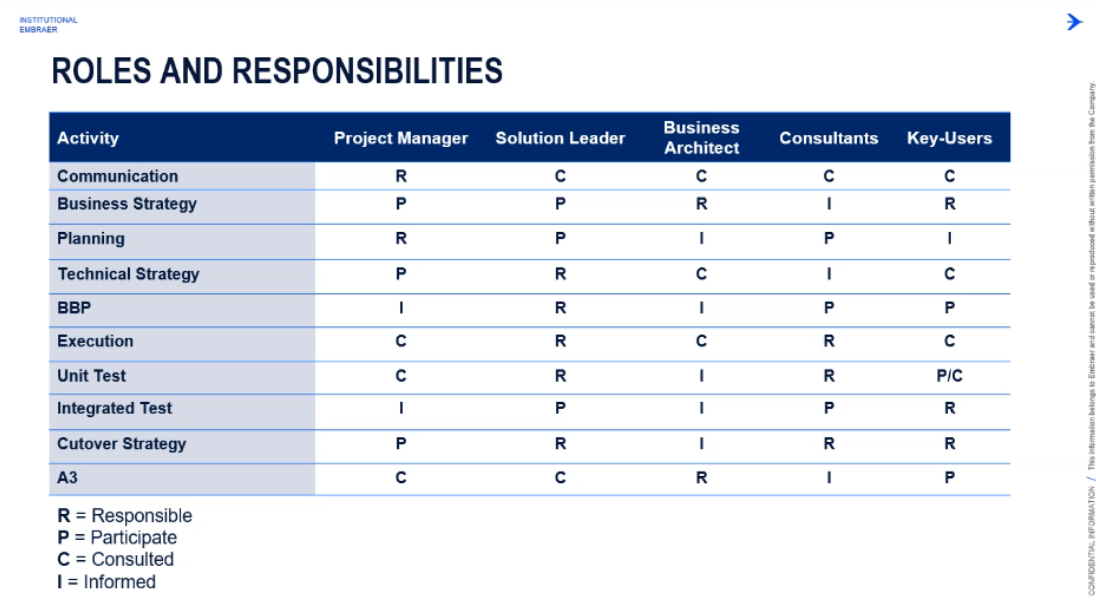 INSTITUTIONAL
EMBRAER
ROLES AND RESPONSIBILITIES
Activity Project Manager Solution Leader Business Architect Consultants Key-Users
Communication R C C C C
Business Strategy P P R I R
Planning R P I P I
Technical Strategy P R C I C
BBP I R I P P
Execution C R C R C
Unit Test C R I R P/C
Integrated Test I P I P R
Cutover Strategy P R I R R
A3 C C R I P
R = Responsible
P = Participate
C = Consulted
I = Informed
CONFIDENTIAL INFORMATION / This information belongs to Embraer and cannot be used or reproduced without written permission from the Company.